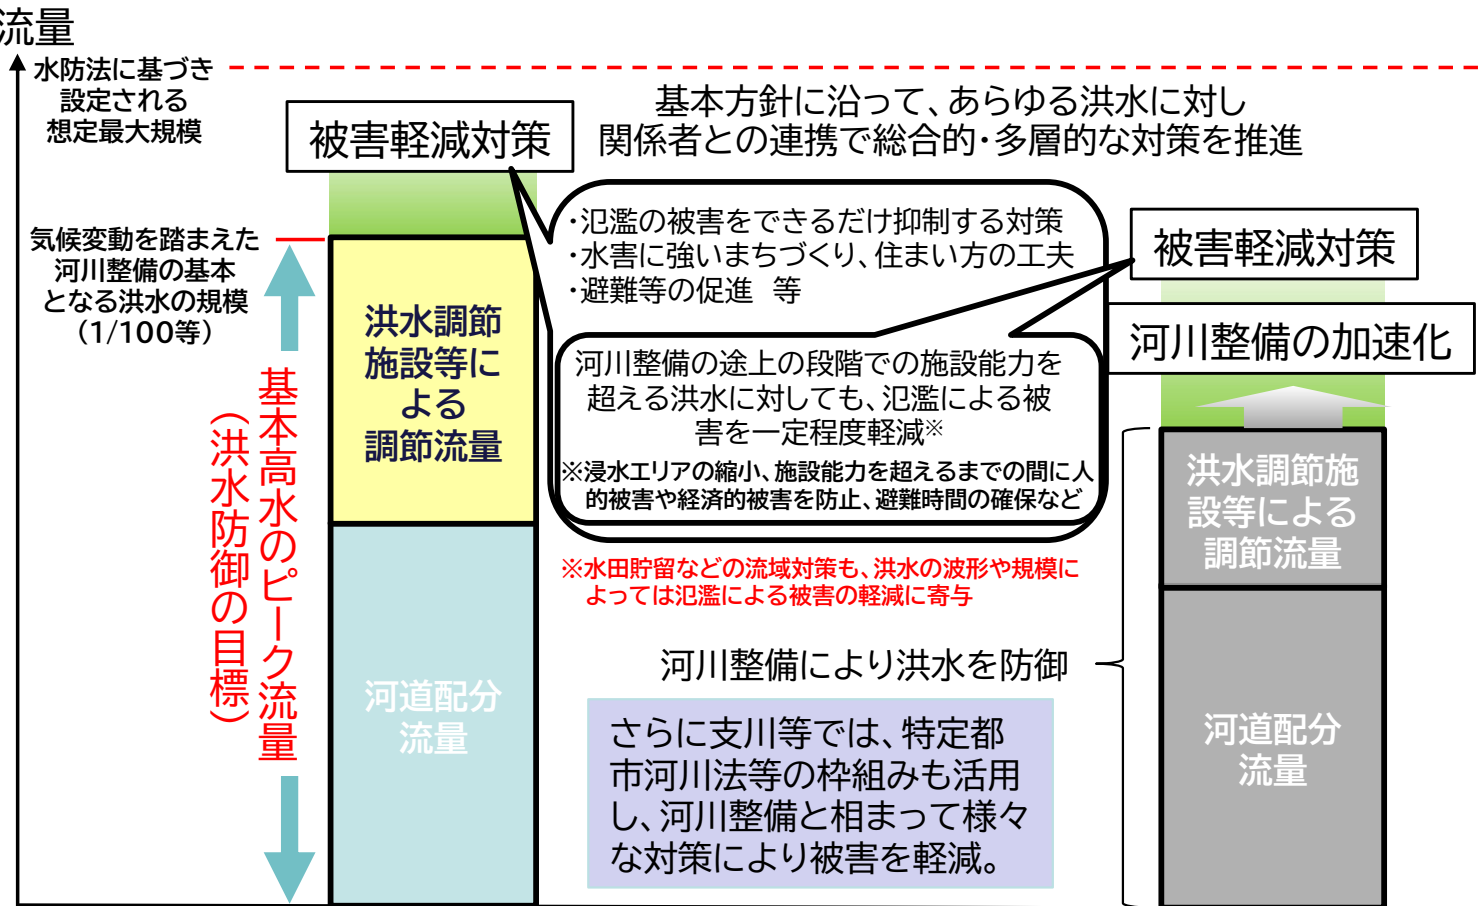 流量
水防法に基づき
設定される
想定最大規模
基本方針に沿って、あらゆる洪水に対し
関係者との連携で総合的・多層的な対策を推進
被害軽減対策
・氾濫の被害をできるだけ抑制する対策
・水害に強いまちづくり、住まい方の工夫
・避難等の促進 等
被害軽減対策
河川整備の加速化
気候変動を踏まえた
河川整備の基本
となる洪水の規模
（1/100等）
基本高水のピーク流量
（洪水防御の目標）
洪水調節
施設等に
よる
調節流量
河道配分
流量
河川整備の途上の段階での施設能力を
超える洪水に対しても、氾濫による被
害を一定程度軽減※
※浸水エリアの縮小、施設能力を超えるまでの間に人
的被害や経済的被害を防止、避難時間の確保など
※水田貯留などの流域対策も、洪水の波形や規模に
よっては氾濫による被害の軽減に寄与
河川整備により洪水を防御
さらに支川等では、特定都
市河川法等の枠組みも活用
し、河川整備と相まって様々
な対策により被害を軽減。
洪水調節施
設等による
調節流量
河道配分
流量